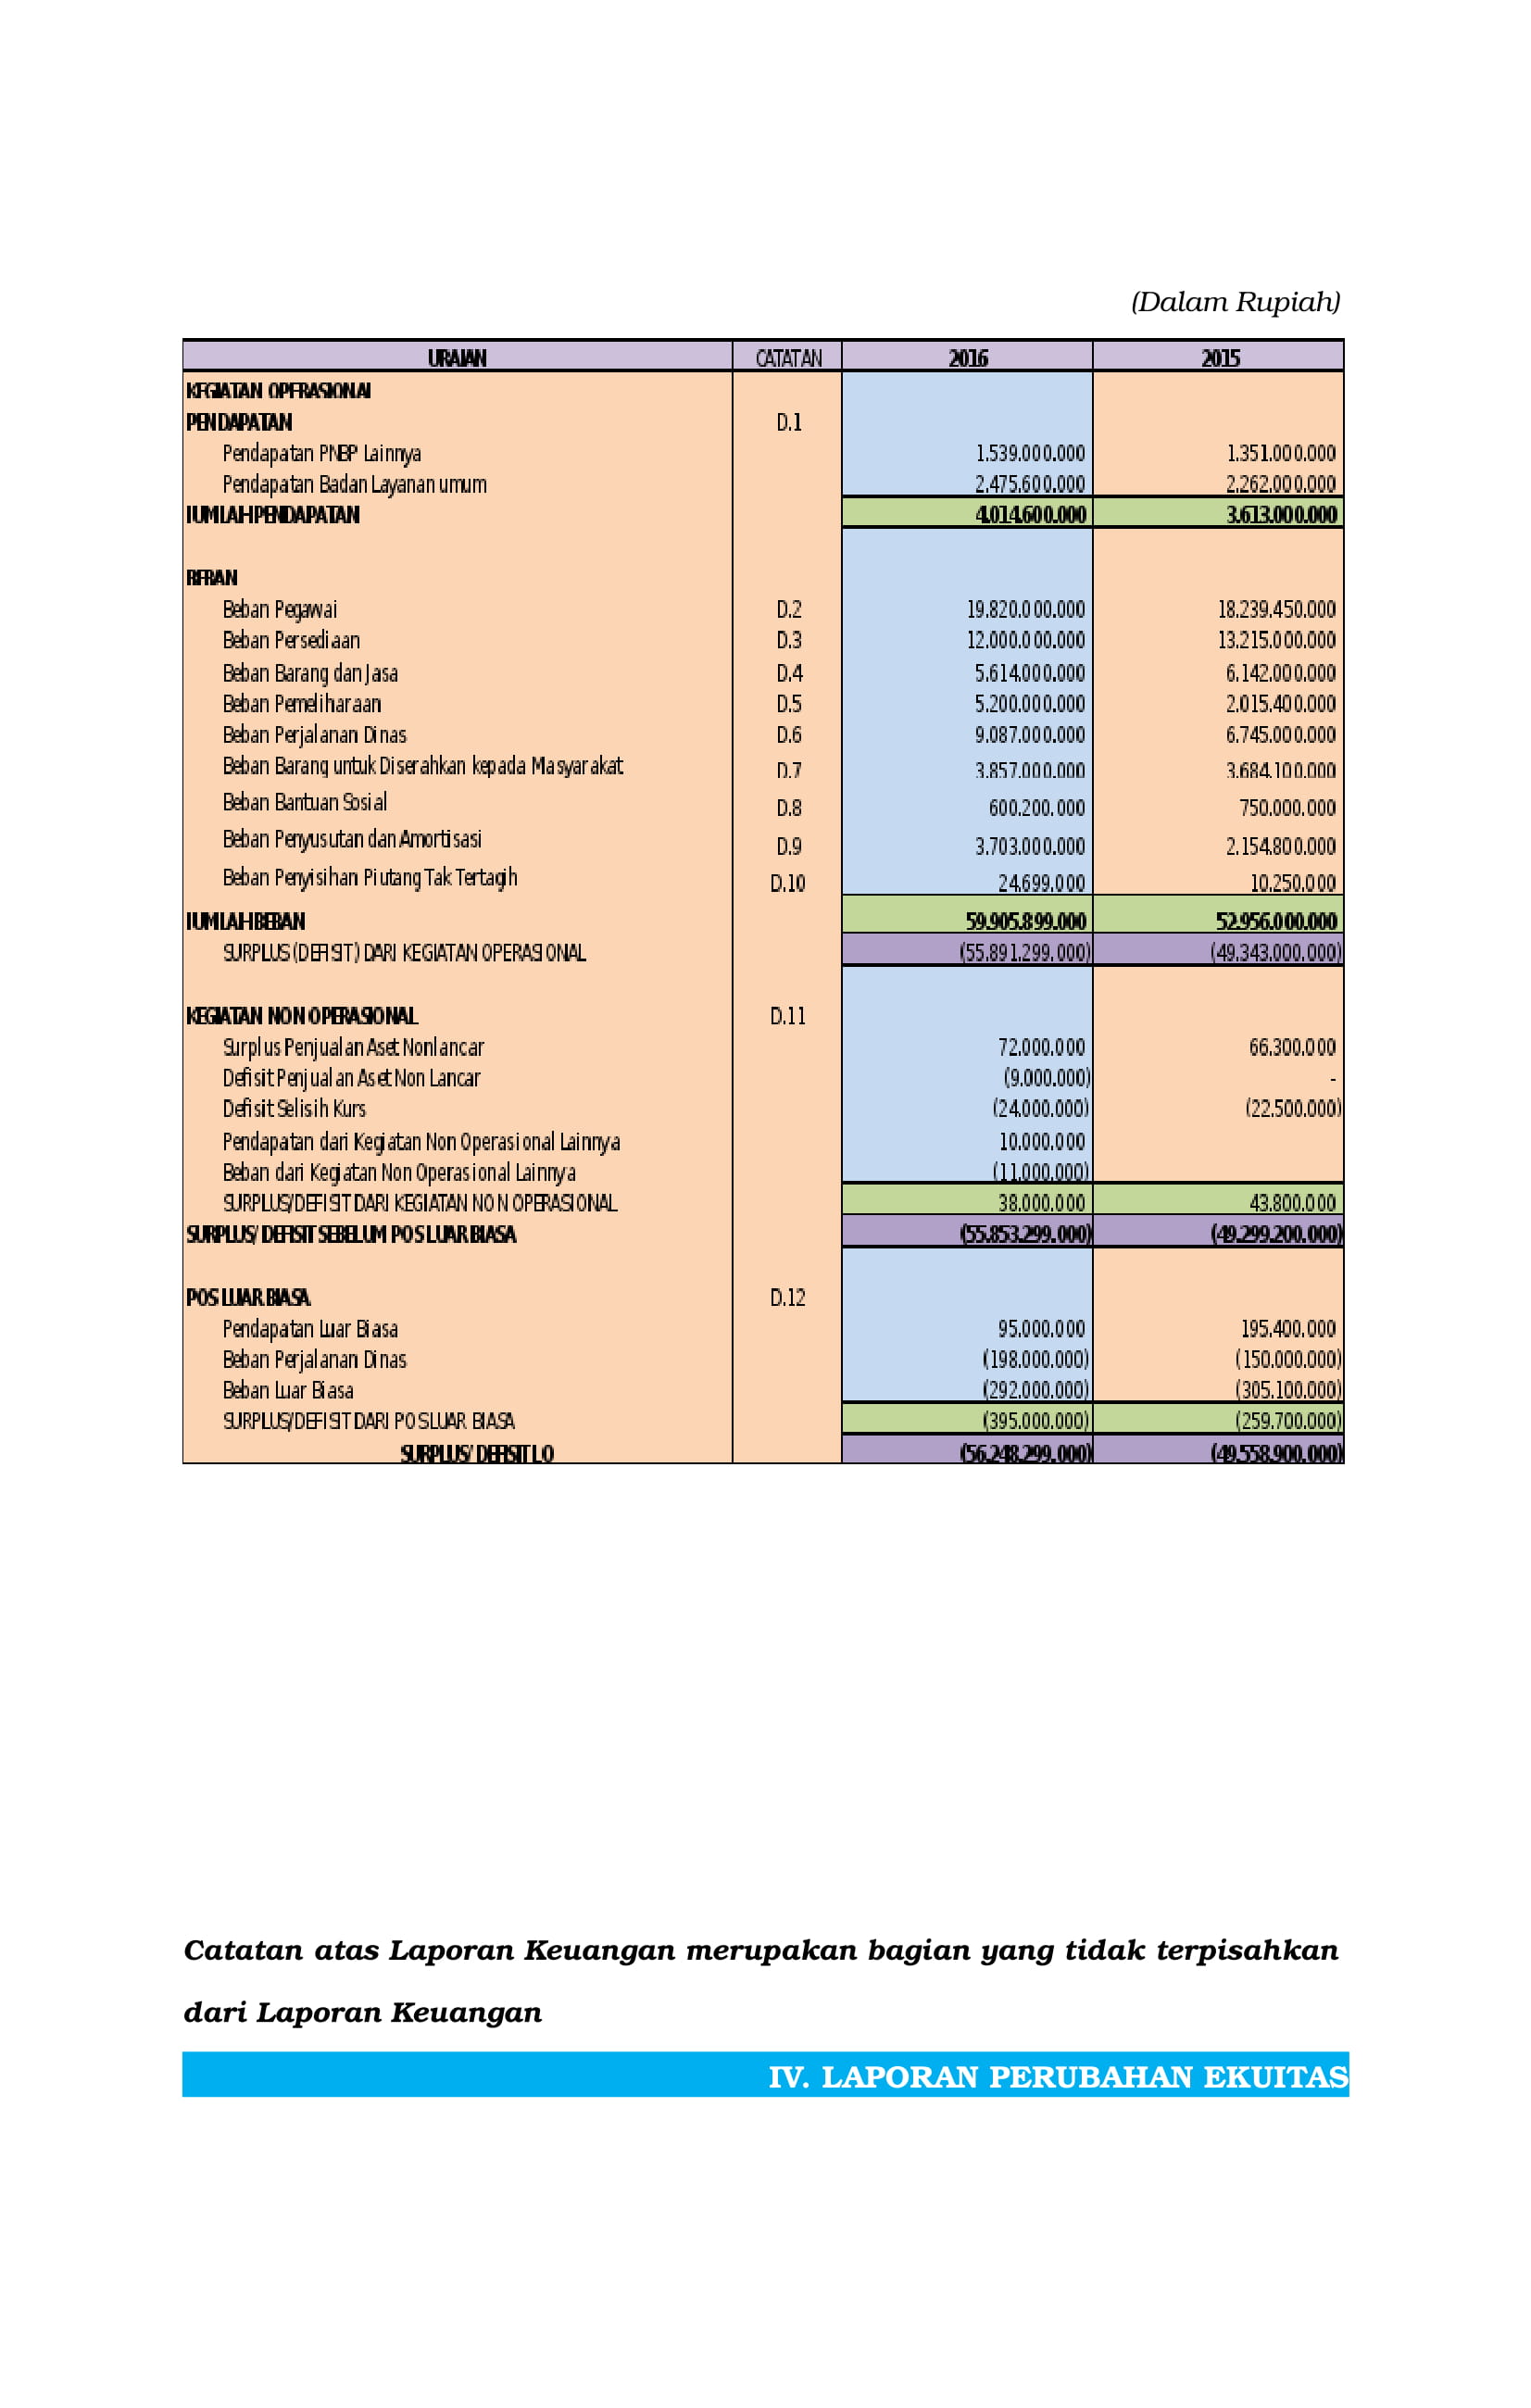 (Dalam Rupiah)
URAIAN CATATAN 2016 2015
KEGIATAN OPERASIONAL
PENDAPATAN D.1
Pendapatan PNBP Lainnya 1.539.000.000 1.351.000.000
Pendapatan Badan Layanan umum 2.475.600.000 2.262.000.000
JUMLAH PENDAPATAN 4.014.600.000 3.613.000.000
BEBAN
Beban Pegawai D.2 19.820.000.000 18.239.450.000
Beban Persediaan D.3 12.000.000.000 13.215.000.000
Beban Barang dan Jasa D.4 5.614.000.000 6.142.000.000
Beban Pemeliharaan D.5 5.200.000.000 2.015.400.000
Beban Perjalanan Dinas D.6 9.087.000.000 6.745.000.000
Beban Barang untuk Diserahkan kepada Masyarakat D.7 3.857.000.000 3.684.100.000
Beban Bantuan Sosial D.8 600.200.000 750.000.000
Beban Penyusutan dan Amortisasi D.9 3.703.000.000 2.154.800.000
Beban Penyisihan Piutang Tak Tertagih D.10 24.699.000 10.250.000
JUMLAH BEBAN 59.905.899.000 52.956.000.000
SURPLUS (DEFISIT) DARI KEGIATAN OPERASIONAL (55.891.299.000) (49.343.000.000)
KEGIATAN NON OPERASIONAL D.11
Surplus Penjualan Aset Nonlancar 72.000.000 66.300.000
Defisit Penjualan Aset Non Lancar (9.000.000) -
Defisit Selisih Kurs (24.000.000) (22.500.000)
Pendapatan dari Kegiatan Non Operasional Lainnya 10.000.000
Beban dari Kegiatan Non Operasional Lainnya (11.000.000)
SURPLUS/DEFISIT DARI KEGIATAN NON OPERASIONAL 38.000.000 43.800.000
SURPLUS/DEFISIT SEBELUM POS LUAR BIASA (55.853.299.000) (49.299.200.000)
POS LUAR BIASA D.12
Pendapatan Luar Biasa 95.000.000 195.400.000
Beban Perjalanan Dinas (198.000.000) (150.000.000)
Beban Luar Biasa (292.000.000) (305.100.000)
SURPLUS/DEFISIT DARI POS LUAR BIASA (395.000.000) (259.700.000)
SURPLUS/DEFISIT LO (56.248.299.000) (49.558.900.000)
Catatan atas Laporan Keuangan merupakan bagian yang tidak terpisahkan
dari Laporan Keuangan
IV. LAPORAN PERUBAHAN EKUITAS